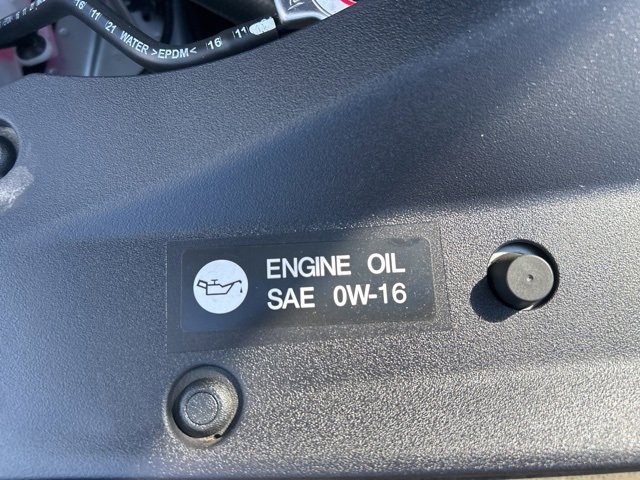 16 11 21 WATER >EPDM< 16 11
ENGINE OIL
SAE 0W-16